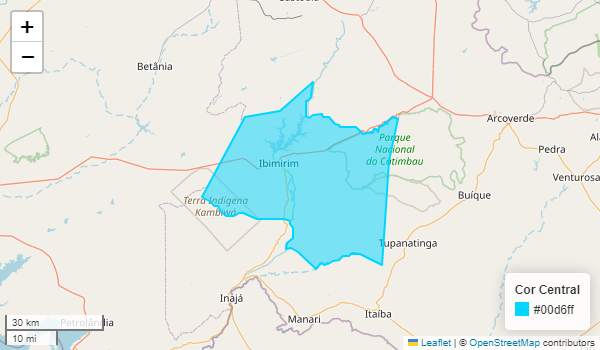 Custódia
+
−
Betânia
Arcoverde
Parque
Nacional
do Catimbau
Pedra
Ibimirim
Venturosa
Buíque
Terra Indígena
Kambiwá
Tupanatinga
Cor Central
#00d6ff
Inajá
Manari
Itaíba
30 km
10 mi
Petrolândia
Leaflet | © OpenStreetMap contributors